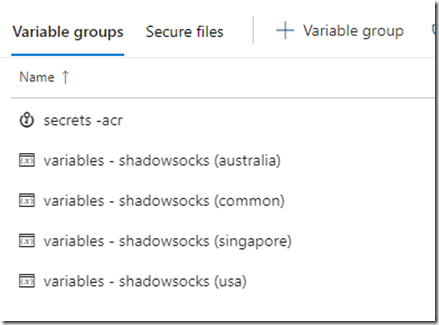 Variable groups Secure files + Variable group
Name ↑
secrets -acr
variables - shadowsocks (australia)
variables - shadowsocks (common)
variables - shadowsocks (singapore)
variables - shadowsocks (usa)